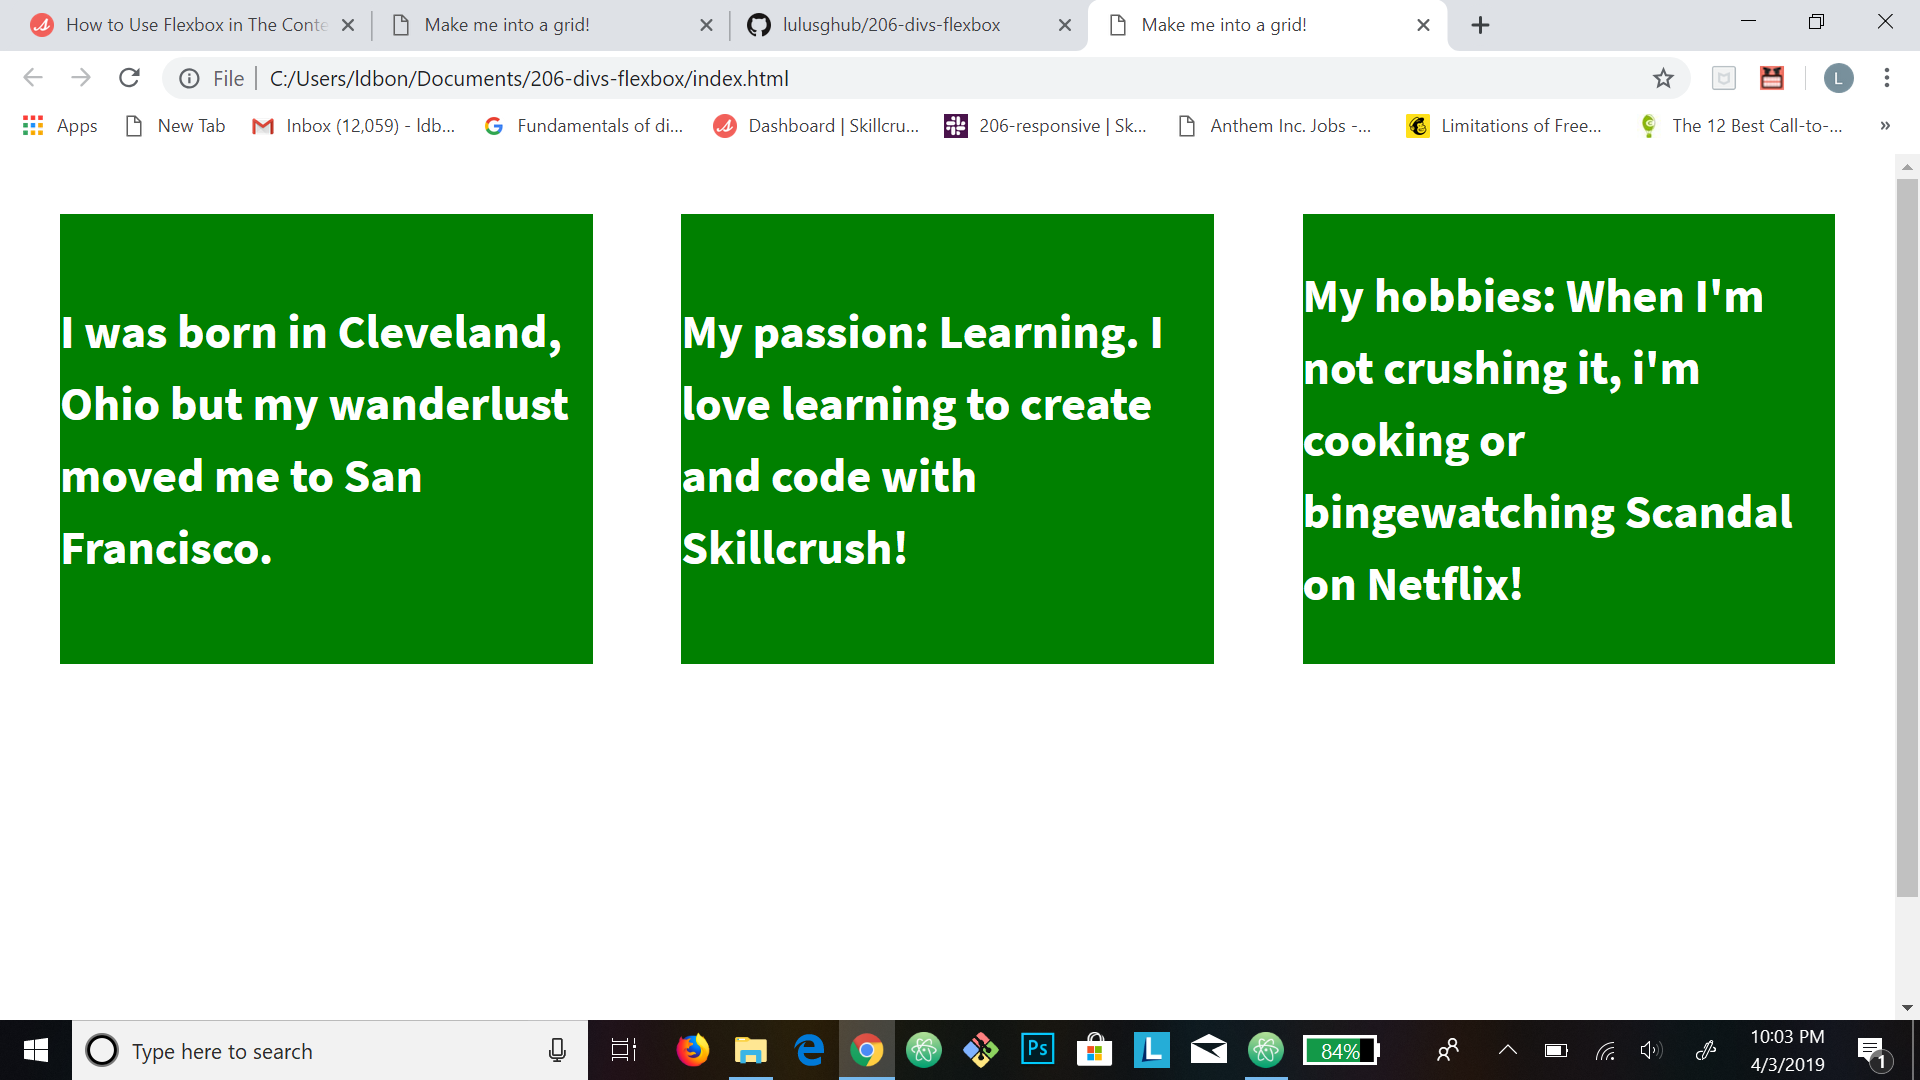 How to Use Flexbox in The Conte
Make me into a grid!
lulusghub/206-divs-flexbox
Make me into a grid!
File
C:/Users/ldbon/Documents/206-divs-flexbox/index.html
L
Apps
New Tab
Inbox (12,059) - ldb...
Fundamentals of di...
Dashboard | Skillcru...
206-responsive | Sk...
Anthem Inc. Jobs -...
Limitations of Free...
The 12 Best Call-to-...
»
I was born in Cleveland,
Ohio but my wanderlust
moved me to San
Francisco.
My passion: Learning. I
love learning to create
and code with
Skillcrush!
My hobbies: When I'm
not crushing it, i'm
cooking or
bingewatching Scandal
on Netflix!
Type here to search
Ps
L
84%
10:03 PM
4/3/2019
1